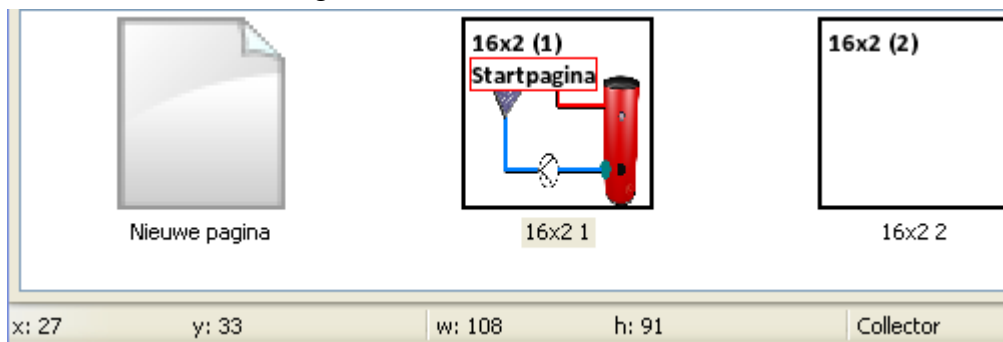 16x2 (1)
Startpagina
16x2 (2)
Nieuwe pagina
16x2 1
16x2 2
x: 27 y: 33 w: 108 h: 91 Collector